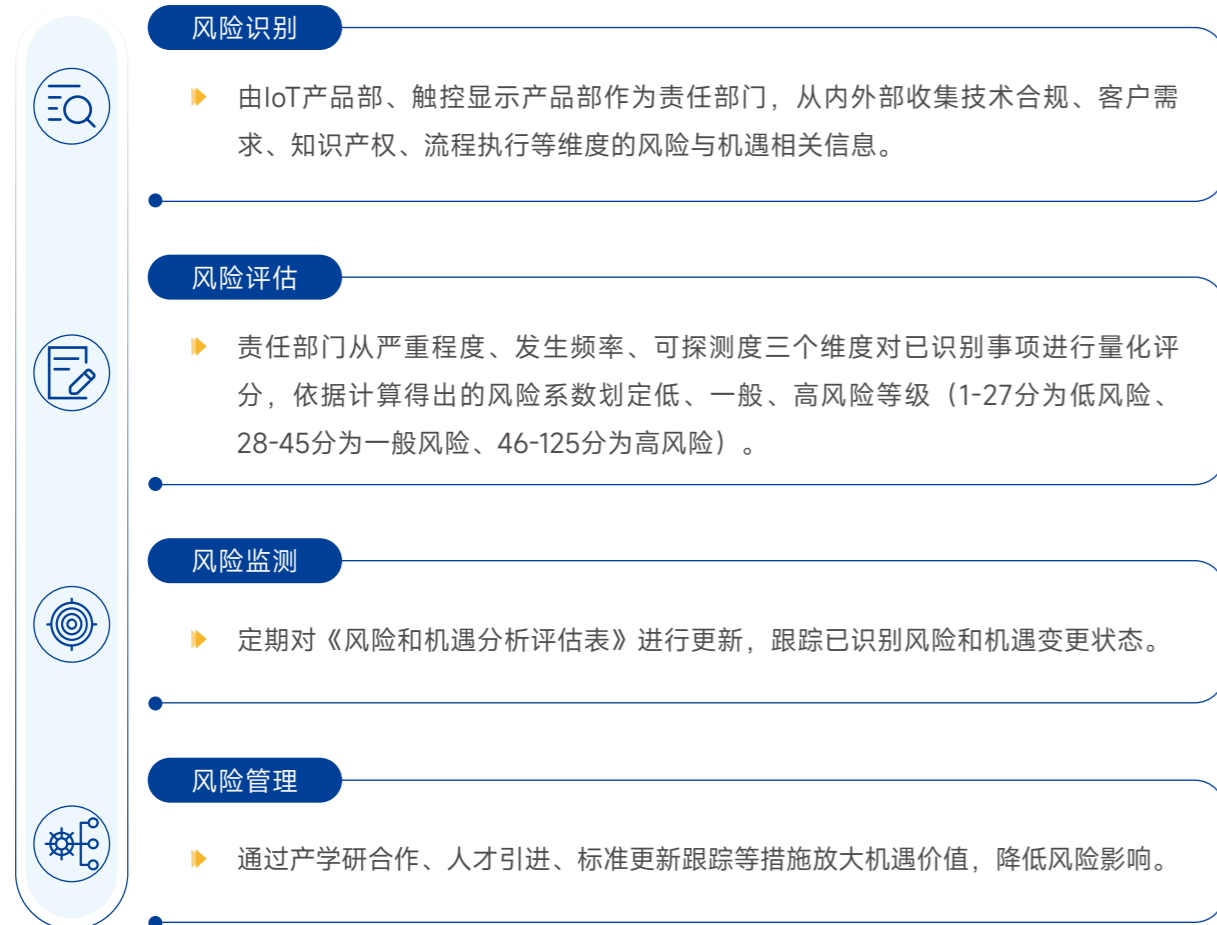 风险识别
由IoT产品部、触控显示产品部作为责任部门，从内外部收集技术合规、客户需
求、知识产权、流程执行等维度的风险与机遇相关信息。
风险评估
责任部门从严重程度、发生频率、可探测度三个维度对已识别事项进行量化评
分，依据计算得出的风险系数划定低、一般、高风险等级（1-27分为低风险、
28-45分为一般风险、46-125分为高风险）。
风险监测
定期对《风险和机遇分析评估表》进行更新，跟踪已识别风险和机遇变更状态。
风险管理
通过产学研合作、人才引进、标准更新跟踪等措施放大机遇价值，降低风险影响。